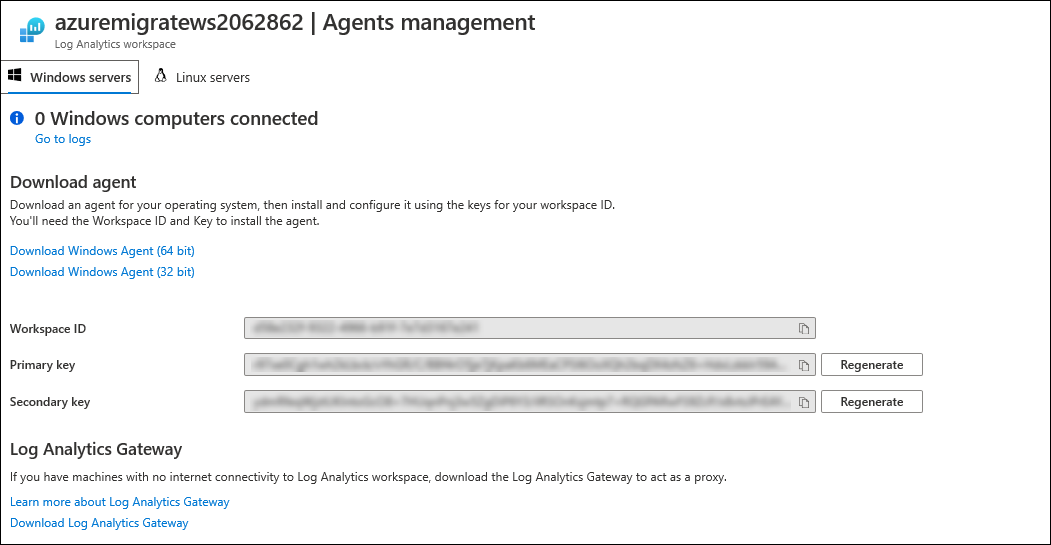 azuremigratews2062862 | Agents management
Log Analytics workspace
Windows servers
Linux servers
0 Windows computers connected
Go to logs
Download agent
Download an agent for your operating system, then install and configure it using the keys for your workspace ID.
You'll need the Workspace ID and Key to install the agent.
Download Windows Agent (64 bit)
Download Windows Agent (32 bit)
Workspace ID
Primary key
Regenerate
Secondary key
Regenerate
Log Analytics Gateway
If you have machines with no internet connectivity to Log Analytics workspace, download the Log Analytics Gateway to act as a proxy.
Learn more about Log Analytics Gateway
Download Log Analytics Gateway